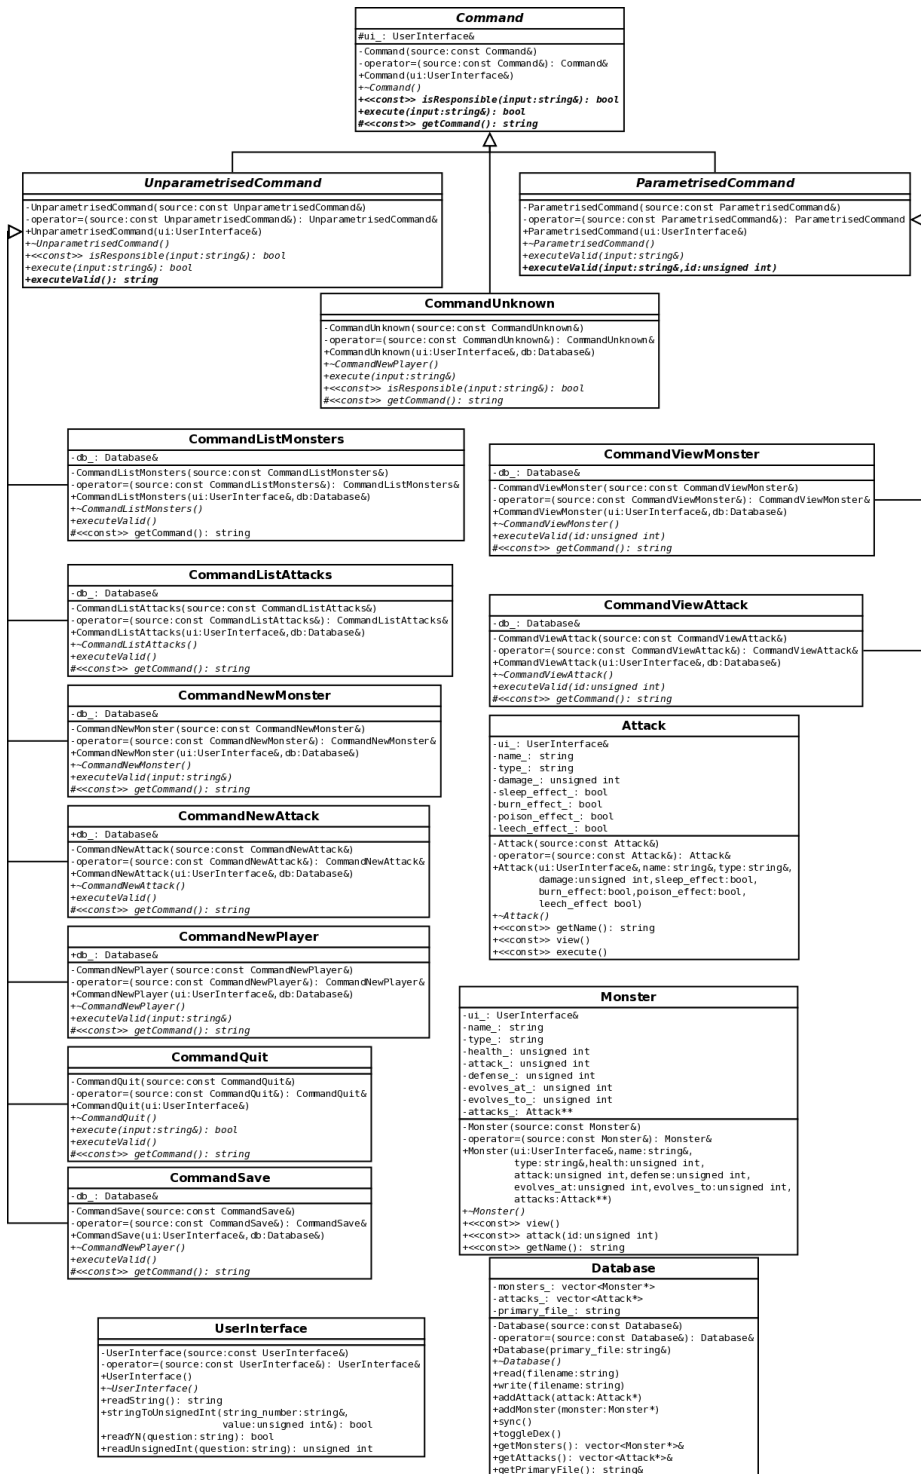 Command
#ui_: UserInterface&
-Command(source:const Command&)
-operator=(source:const Command&): Command&
+Command(ui:UserInterface&)
+~Command()
+<<const>> isResponsible(input:string&): bool
+execute(input:string&): bool
#<<const>> getCommand(): string
UnparametrisedCommand
-UnparametrisedCommand(source:const UnparametrisedCommand&)
-operator=(source:const UnparametrisedCommand&): UnparametrisedCommand&
+UnparametrisedCommand(ui:UserInterface&)
+~UnparametrisedCommand()
+<<const>> isResponsible(input:string&): bool
+execute(input:string&): bool
+executeValid(): string
ParametrisedCommand
-ParametrisedCommand(source:const ParametrisedCommand&)
-operator=(source:const ParametrisedCommand&): ParametrisedCommand
+ParametrisedCommand(ui:UserInterface&)
+~ParametrisedCommand()
+executeValid(input:string&)
+executeValid(input:string&,id:unsigned int)
CommandUnknown
-CommandUnknown(source:const CommandUnknown&)
-operator=(source:const CommandUnknown&): CommandUnknown&
+CommandUnknown(ui:UserInterface&,db:Database&)
+~CommandNewPlayer()
+execute(input:string&)
+<<const>> isResponsible(input:string&): bool
#<<const>> getCommand(): string
CommandListMonsters
-db_: Database&
-CommandListMonsters(source:const CommandListMonsters&)
-operator=(source:const CommandListMonsters&): CommandListMonsters&
+CommandListMonsters(ui:UserInterface&,db:Database&)
+~CommandListMonsters()
+executeValid()
#<<const>> getCommand(): string
CommandViewMonster
-db_: Database&
-CommandViewMonster(source:const CommandViewMonster&)
-operator=(source:const CommandViewMonster&): CommandViewMonster&
+CommandViewMonster(ui:UserInterface&,db:Database&)
+~CommandViewMonster()
+executeValid(id:unsigned int)
#<<const>> getCommand(): string
CommandListAttacks
-db_: Database&
-CommandListAttacks(source:const CommandListAttacks&)
-operator=(source:const CommandListAttacks&): CommandListAttacks&
+CommandListAttacks(ui:UserInterface&,db:Database&)
+~CommandListAttacks()
+executeValid()
#<<const>> getCommand(): string
CommandViewAttack
-db_: Database&
-CommandViewAttack(source:const CommandViewAttack&)
-operator=(source:const CommandViewAttack&): CommandViewAttack&
+CommandViewAttack(ui:UserInterface&,db:Database&)
+~CommandViewAttack()
+executeValid(id:unsigned int)
#<<const>> getCommand(): string
CommandNewMonster
-db_: Database&
-CommandNewMonster(source:const CommandNewMonster&)
-operator=(source:const CommandNewMonster&): CommandNewMonster&
+CommandNewMonster(ui:UserInterface&,db:Database&)
+~CommandNewMonster()
+executeValid(input:string&)
#<<const>> getCommand(): string
CommandNewAttack
+db_: Database&
-CommandNewAttack(source:const CommandNewAttack&)
-operator=(source:const CommandNewAttack&): CommandNewAttack&
+CommandNewAttack(ui:UserInterface&,db:Database&)
+~CommandNewAttack()
+executeValid()
#<<const>> getCommand(): string
Attack
-ui_: UserInterface&
-name_: string
-type_: string
-damage_: unsigned int
-sleep_effect_: bool
-burn_effect_: bool
-poison_effect_: bool
-leech_effect_: bool
-Attack(source:const Attack&)
-operator=(source:const Attack&): Attack&
+Attack(ui:UserInterface&,name:string&,type:string&,
damage:unsigned int,sleep_effect:bool,
burn_effect:bool,poison_effect:bool,
leech_effect bool)
+~Attack()
+<<const>> getName(): string
+<<const>> view()
+<<const>> execute()
CommandNewPlayer
+db_: Database&
-CommandNewPlayer(source:const CommandNewPlayer&)
-operator=(source:const CommandNewPlayer&): CommandNewPlayer&
+CommandNewPlayer(ui:UserInterface&,db:Database&)
+~CommandNewPlayer()
+executeValid(input:string&)
#<<const>> getCommand(): string
CommandQuit
-CommandQuit(source:const CommandQuit&)
-operator=(source:const CommandQuit&): CommandQuit&
+CommandQuit(ui:UserInterface&)
+~CommandQuit()
+execute(input:string&): bool
+executeValid()
#<<const>> getCommand(): string
Monster
-ui_: UserInterface&
-name_: string
-type_: string
-health_: unsigned int
-attack_: unsigned int
-defense_: unsigned int
-evolves_at_: unsigned int
-evolves_to_: unsigned int
-attacks_: Attack**
-Monster(source:const Monster&)
-operator=(source:const Monster&): Monster&
+Monster(ui:UserInterface&,name:string&,
type:string&,health:unsigned int,
attack:unsigned int,defense:unsigned int,
evolves_at:unsigned int,evolves_to:unsigned int,
attacks:Attack**)
+~Monster()
+<<const>> view()
+<<const>> attack(id:unsigned int)
+<<const>> getName(): string
CommandSave
-db_: Database&
-CommandSave(source:const CommandSave&)
-operator=(source:const CommandSave&): CommandSave&
+CommandSave(ui:UserInterface&,db:Database&)
+~CommandNewPlayer()
+executeValid()
#<<const>> getCommand(): string
UserInterface
-UserInterface(source:const UserInterface&)
-operator=(source:const UserInterface&): UserInterface&
+UserInterface()
+~UserInterface()
+readString(): string
+stringToUnsignedInt(string_number:string&,
value:unsigned int&): bool
+readYN(question:string): bool
+readUnsignedInt(question:string): unsigned int
Database
-monsters_: vector<Monster*>
-attacks_: vector<Attack*>
-primary_file_: string
-Database(source:const Database&)
-operator=(source:const Database&): Database&
+Database(primary_file:string&)
+~Database()
+read(filename:string)
+write(filename:string)
+addAttack(attack:Attack*)
+addMonster(monster:Monster*)
+sync()
+toggleDex()
+getMonsters(): vector<Monster*>&
+getAttacks(): vector<Attack*>&
+getPrimaryFile(): string&